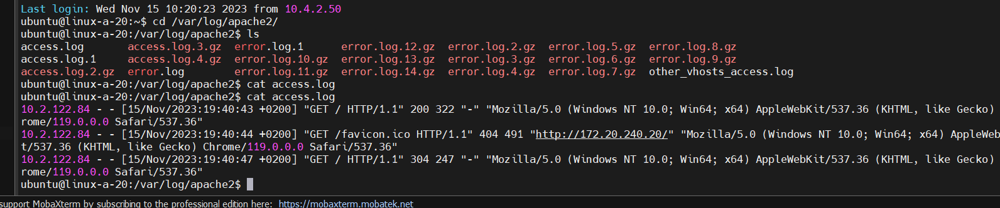 Last login: Wed Nov 15 10:20:23 2023 from 10.4.2.50
ubuntu@linux-a-20:~$ cd /var/log/apache2/
ubuntu@linux-a-20:/var/log/apache2$ ls
access.log access.log.3.gz error.log.1 error.log.12.gz error.log.2.gz error.log.5.gz error.log.8.gz
access.log.1 access.log.4.gz error.log.10.gz error.log.13.gz error.log.3.gz error.log.6.gz error.log.9.gz
access.log.2.gz error.log error.log.11.gz error.log.14.gz error.log.4.gz error.log.7.gz other_vhosts_access.log
ubuntu@linux-a-20:/var/log/apache2$ cat access.log
ubuntu@linux-a-20:/var/log/apache2$ cat access.log
10.2.122.84 - - [15/Nov/2023:19:40:43 +0200] "GET / HTTP/1.1" 200 322 "-" "Mozilla/5.0 (Windows NT 10.0; Win64; x64) AppleWebKit/537.36 (KHTML, like Gecko)
rome/119.0.0.0 Safari/537.36"
10.2.122.84 - - [15/Nov/2023:19:40:44 +0200] "GET /favicon.ico HTTP/1.1" 404 491 "http://172.20.240.20/" "Mozilla/5.0 (Windows NT 10.0; Win64; x64) AppleWeb
t/537.36 (KHTML, like Gecko) Chrome/119.0.0.0 Safari/537.36"
10.2.122.84 - - [15/Nov/2023:19:40:47 +0200] "GET / HTTP/1.1" 304 247 "-" "Mozilla/5.0 (Windows NT 10.0; Win64; x64) AppleWebKit/537.36 (KHTML, like Gecko)
rome/119.0.0.0 Safari/537.36"
ubuntu@linux-a-20:/var/log/apache2$
support MobaXterm by subscribing to the professional edition here: https://mobaxterm.mobatek.net